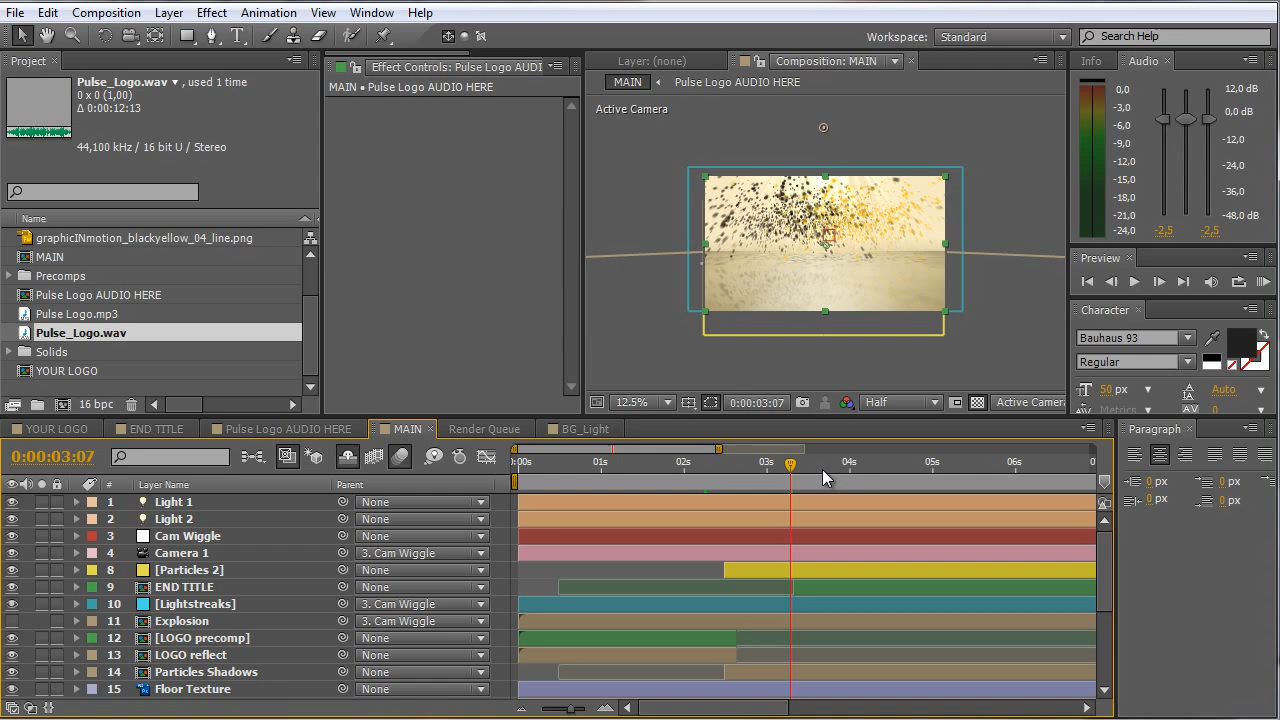 File Edit Composition Layer Effect Animation View Window Help
Workspace: Standard Search Help
Project
Pulse_Logo.wav ▼ , used 1 time
0 x 0 (1,00)
Δ 0:00:12:13
44,100 kHz / 16 bit U / Stereo
Name
graphicINmotion_blackyellow_04_line.png
MAIN
Precomps
Pulse Logo AUDIO HERE
Pulse_Logo.mp3
Pulse_Logo.wav
Solids
YOUR LOGO
16 bpc
Effect Controls: Pulse Logo AUDI
MAIN • Pulse Logo AUDIO HERE
Layer: (none) Composition: MAIN
MAIN Pulse Logo AUDIO HERE
Active Camera
12.5% 0:00:03:07 Half Active Camera
Info Audio
0,0 12,0 dB
-3,0 0,0 dB
-6,0
-9,0 -12,0
-12,0
-15,0 -24,0
-18,0 -36,0
-21,0
-24,0 -48,0 dB
-2,5 -2,5
Preview
Character
Bauhaus 93
Regular
50 px Auto
Metrics 0
Paragraph
0 px 0 px
0 px 0 px
YOUR LOGO END TITLE Pulse Logo AUDIO HERE MAIN Render Queue BG_Light
0:00:03:07
0:00s 01s 02s 03s 04s 05s 06s 0
# Layer Name Parent
1 Light 1 None
2 Light 2 None
3 Cam Wiggle None
4 Camera 1 3. Cam Wiggle
8 [Particles 2] None
9 END TITLE None
10 [Lightstreaks] 3. Cam Wiggle
11 Explosion 3. Cam Wiggle
12 [LOGO precomp] None
13 LOGO reflect None
14 Particles Shadows None
15 Floor Texture None